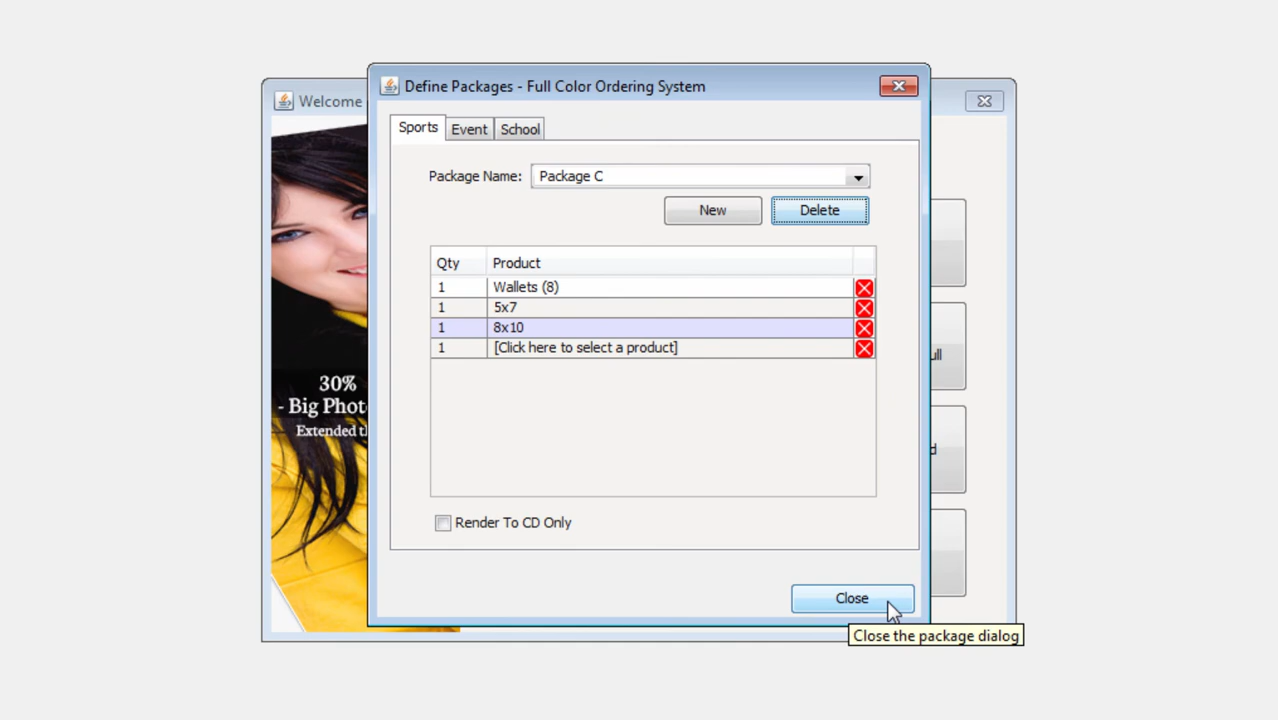 Welcome
Define Packages - Full Color Ordering System
Sports
Event
School
Package Name:
Package C
New
Delete
Qty
Product
1
Wallets (8)
1
5x7
1
8x10
1
[Click here to select a product]
30%
- Big Phot
Extended t
Render To CD Only
Close
Close the package dialog